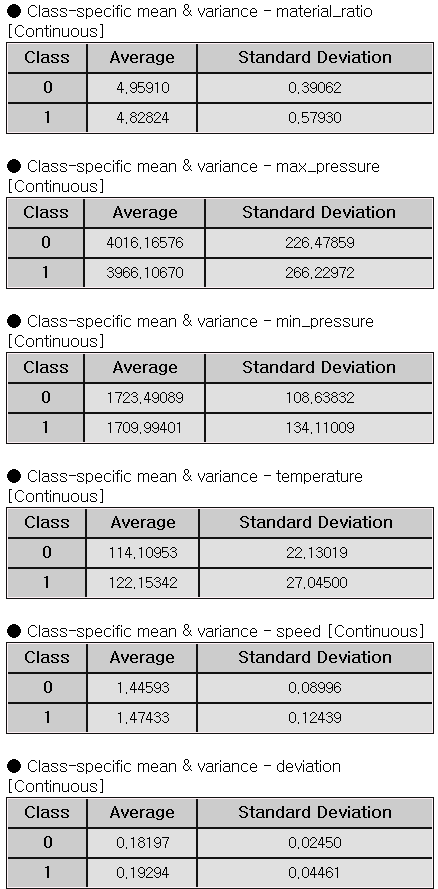 ● Class-specific mean & variance - material_ratio
[Continuous]
Class Average Standard Deviation
0 4.95910 0.39062
1 4.82824 0.57930
● Class-specific mean & variance - max_pressure
[Continuous]
Class Average Standard Deviation
0 4016.16576 226.47859
1 3966.10670 266.22972
● Class-specific mean & variance - min_pressure
[Continuous]
Class Average Standard Deviation
0 1723.49089 108.63832
1 1709.99401 134.11009
● Class-specific mean & variance - temperature
[Continuous]
Class Average Standard Deviation
0 114.10953 22.13019
1 122.15342 27.04500
● Class-specific mean & variance - speed [Continuous]
Class Average Standard Deviation
0 1.44593 0.08996
1 1.47433 0.12439
● Class-specific mean & variance - deviation
[Continuous]
Class Average Standard Deviation
0 0.18197 0.02450
1 0.19294 0.04461